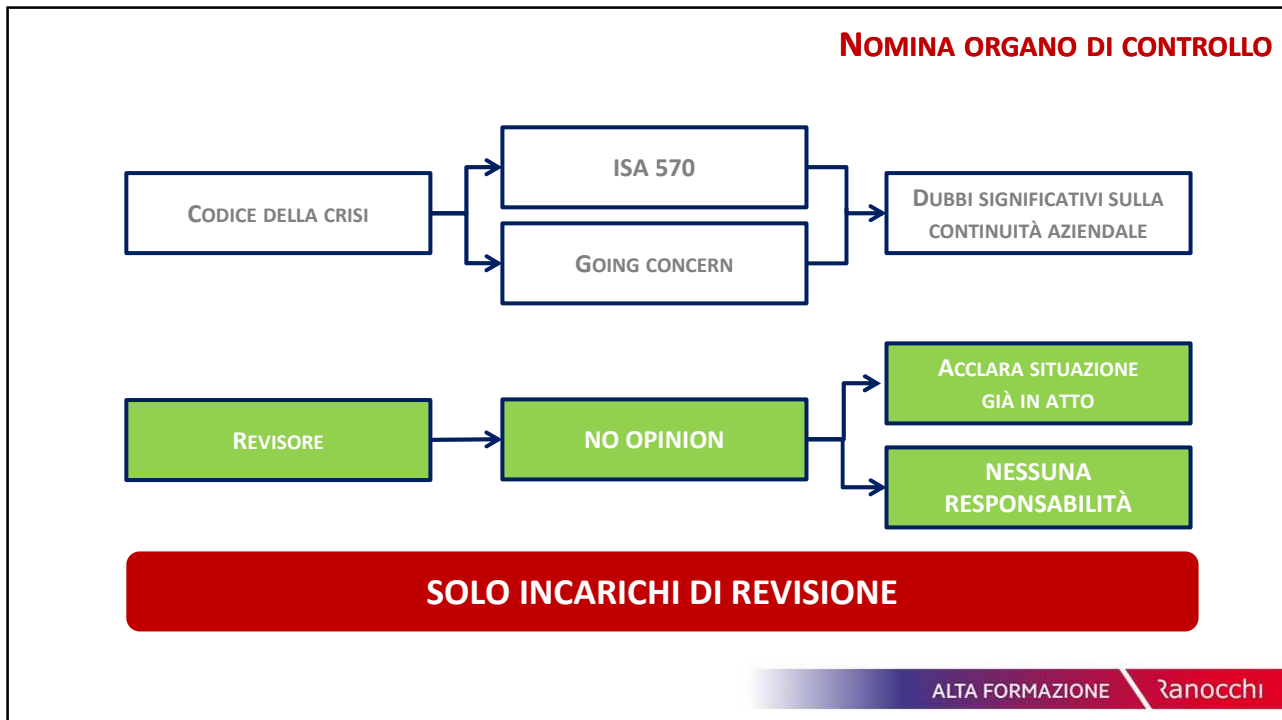 NOMINA ORGANO DI CONTROLLO
ISA 570
CODICE DELLA CRISI
GOING CONCERN
DUBBI SIGNIFICATIVI SULLA
CONTINUITÀ AZIENDALE
REVISORE
NO OPINION
ACCLARA SITUAZIONE
GIÀ IN ATTO
NESSUNA
RESPONSABILITÀ
SOLO INCARICHI DI REVISIONE
ALTA FORMAZIONE
Ranocchi